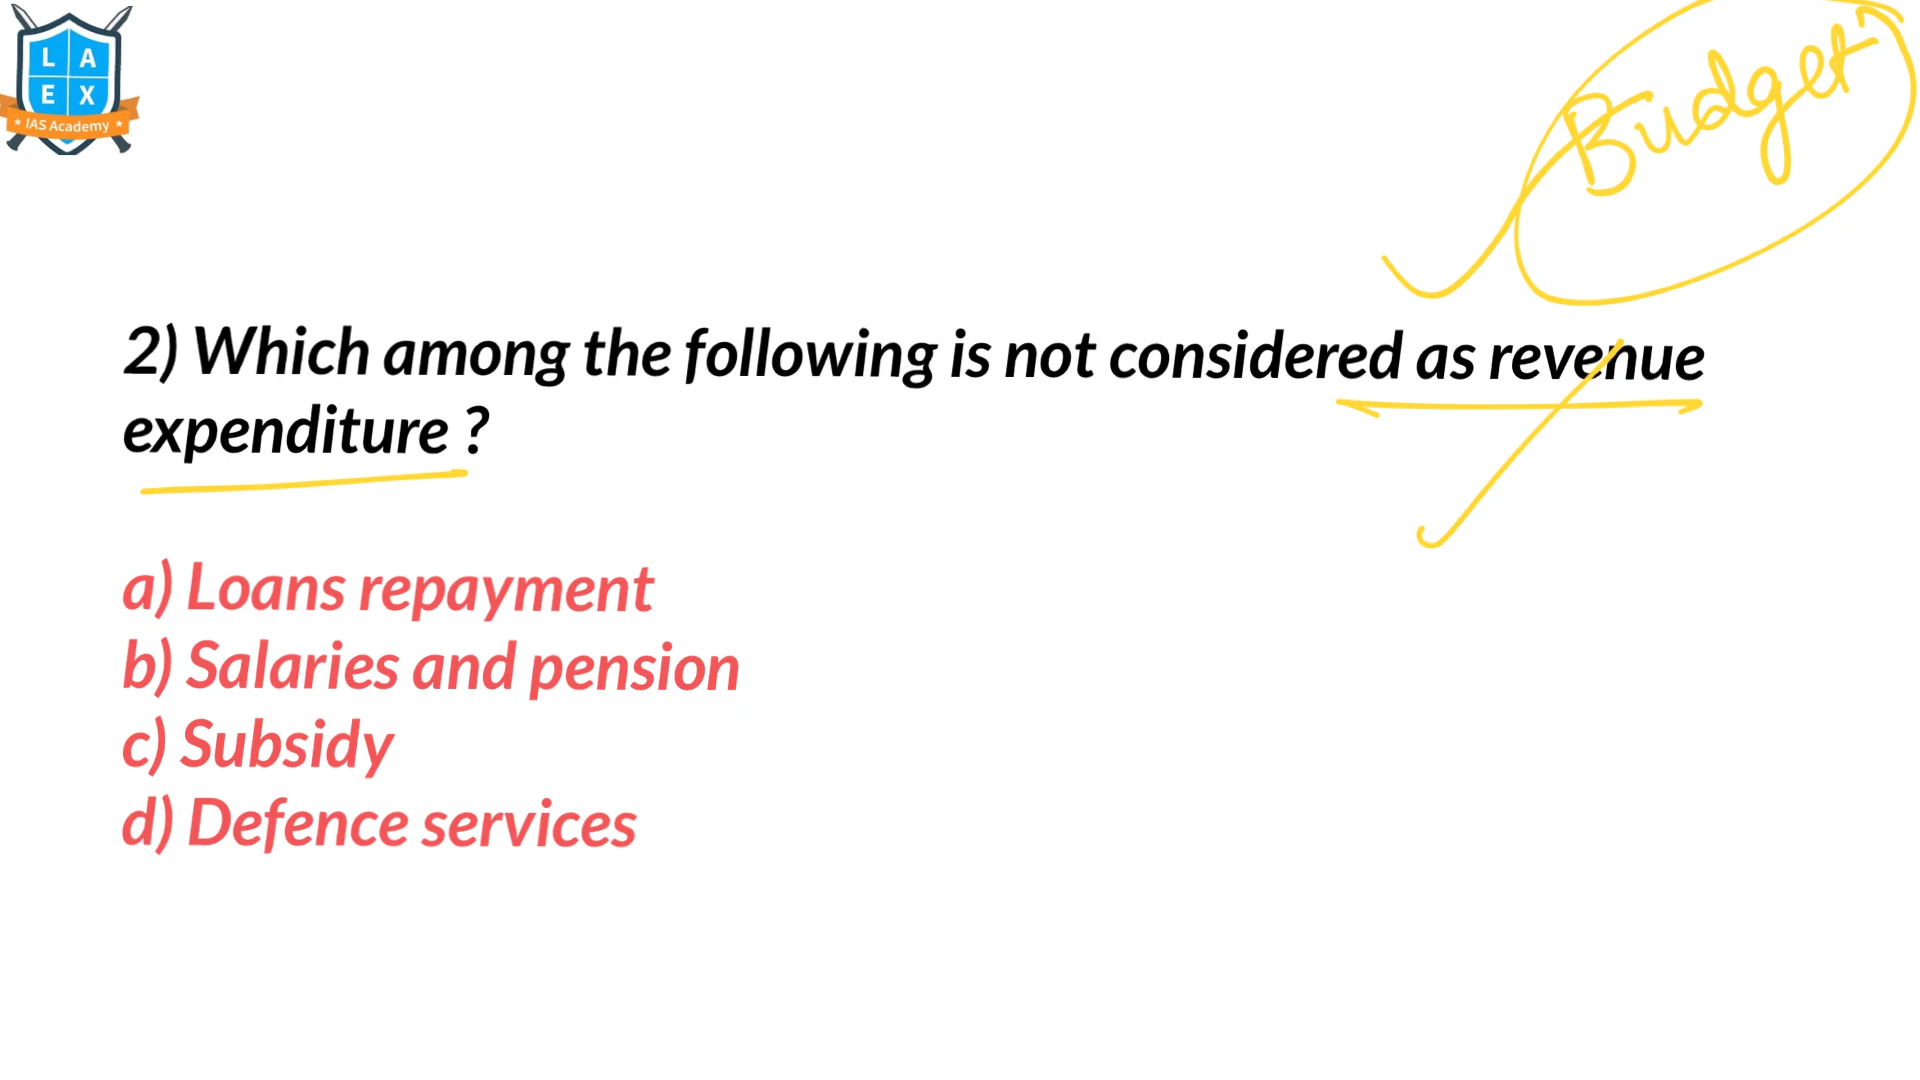 L A
E X
★ IAS Academy ★
Budget
2) Which among the following is not considered as revenue
expenditure ?
a) Loans repayment
b) Salaries and pension
c) Subsidy
d) Defence services